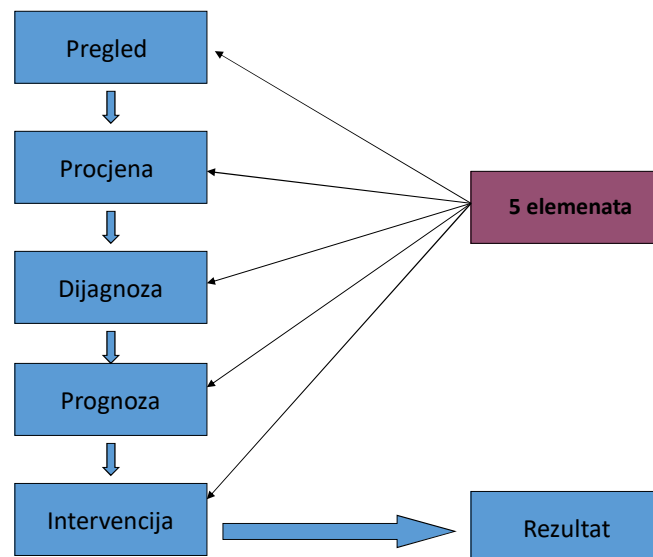 Pregled
Procjena
5 elemenata
Dijagnoza
Prognoza
Intervencija
Rezultat